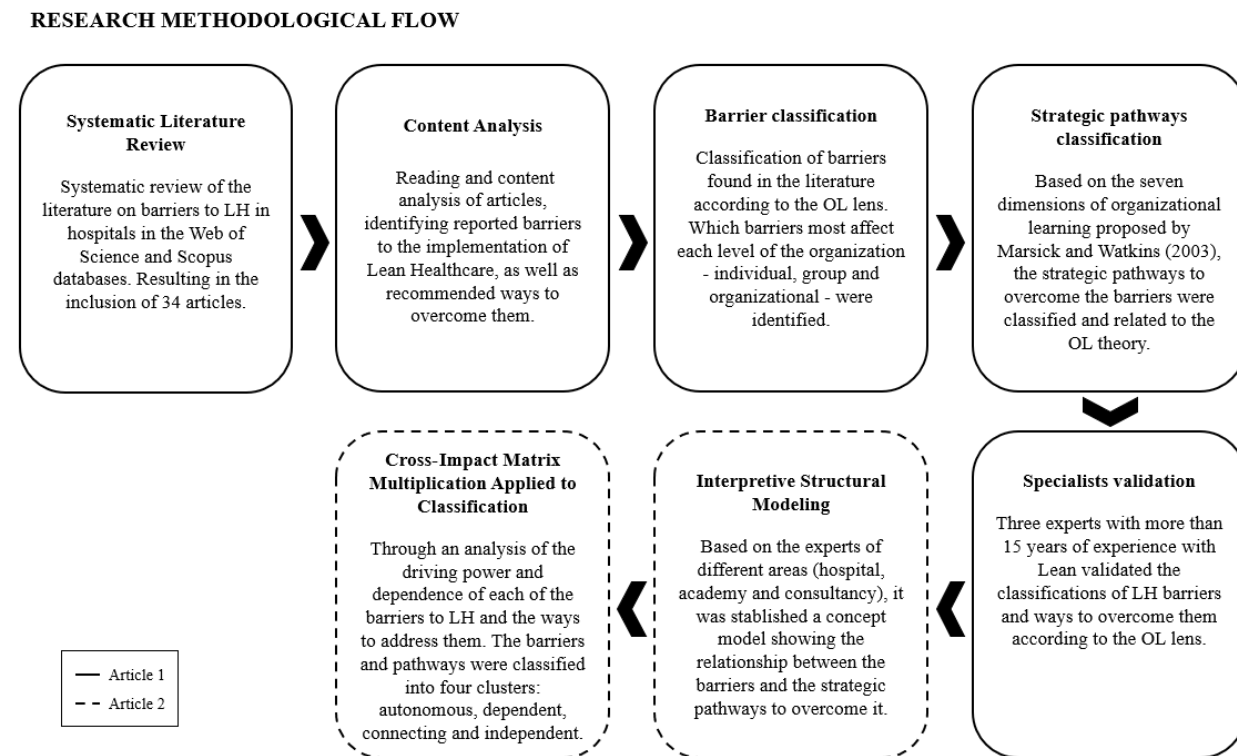 RESEARCH METHODOLOGICAL FLOW
Systematic Literature
Review
Systematic review of the
literature on barriers to LH in
hospitals in the Web of
Science and Scopus
databases. Resulting in the
inclusion of 34 articles.
Content Analysis
Reading and content
analysis of articles,
identifying reported barriers
to the implementation of
Lean Healthcare, as well as
recommended ways to
overcome them.
Barrier classification
Classification of barriers
found in the literature
according to the OL lens.
Which barriers most affect
each level of the organization
- individual, group and
organizational - were
identified.
Strategic pathways
classification
Based on the seven
dimensions of organizational
learning proposed by
Marsick and Watkins (2003),
the strategic pathways to
overcome the barriers were
classified and related to the
OL theory.
Specialists validation
Three experts with more than
15 years of experience with
Lean validated the
classifications of LH barriers
and ways to overcome them
according to the OL lens.
Interpretive Structural
Modeling
Based on the experts of
different areas (hospital,
academy and consultancy), it
was stablished a concept
model showing the
relationship between the
barriers and the strategic
pathways to overcome it.
Cross-Impact Matrix
Multiplication Applied to
Classification
Through an analysis of the
driving power and
dependence of each of the
barriers to LH and the ways
to address them. The barriers
and pathways were classified
into four clusters:
autonomous, dependent,
connecting and independent.
Article 1
Article 2